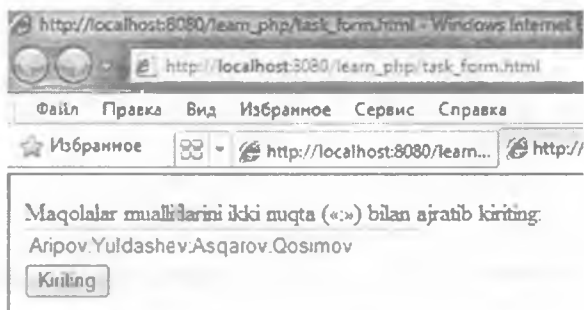 http://localhost:8080/learn_php/task_form.html - Windows Internet
http://localhost:8080/learn_php/task_form.html
Файл Правка Вид Избранное Сервис Справка
Избранное http://localhost:8080/learn... http://
Maqolalar mualliflarini ikki nuqta («:») bilan ajratib kiriting:
Aripov:Yuldashev:Asqarov:Qosimov
Kiriting